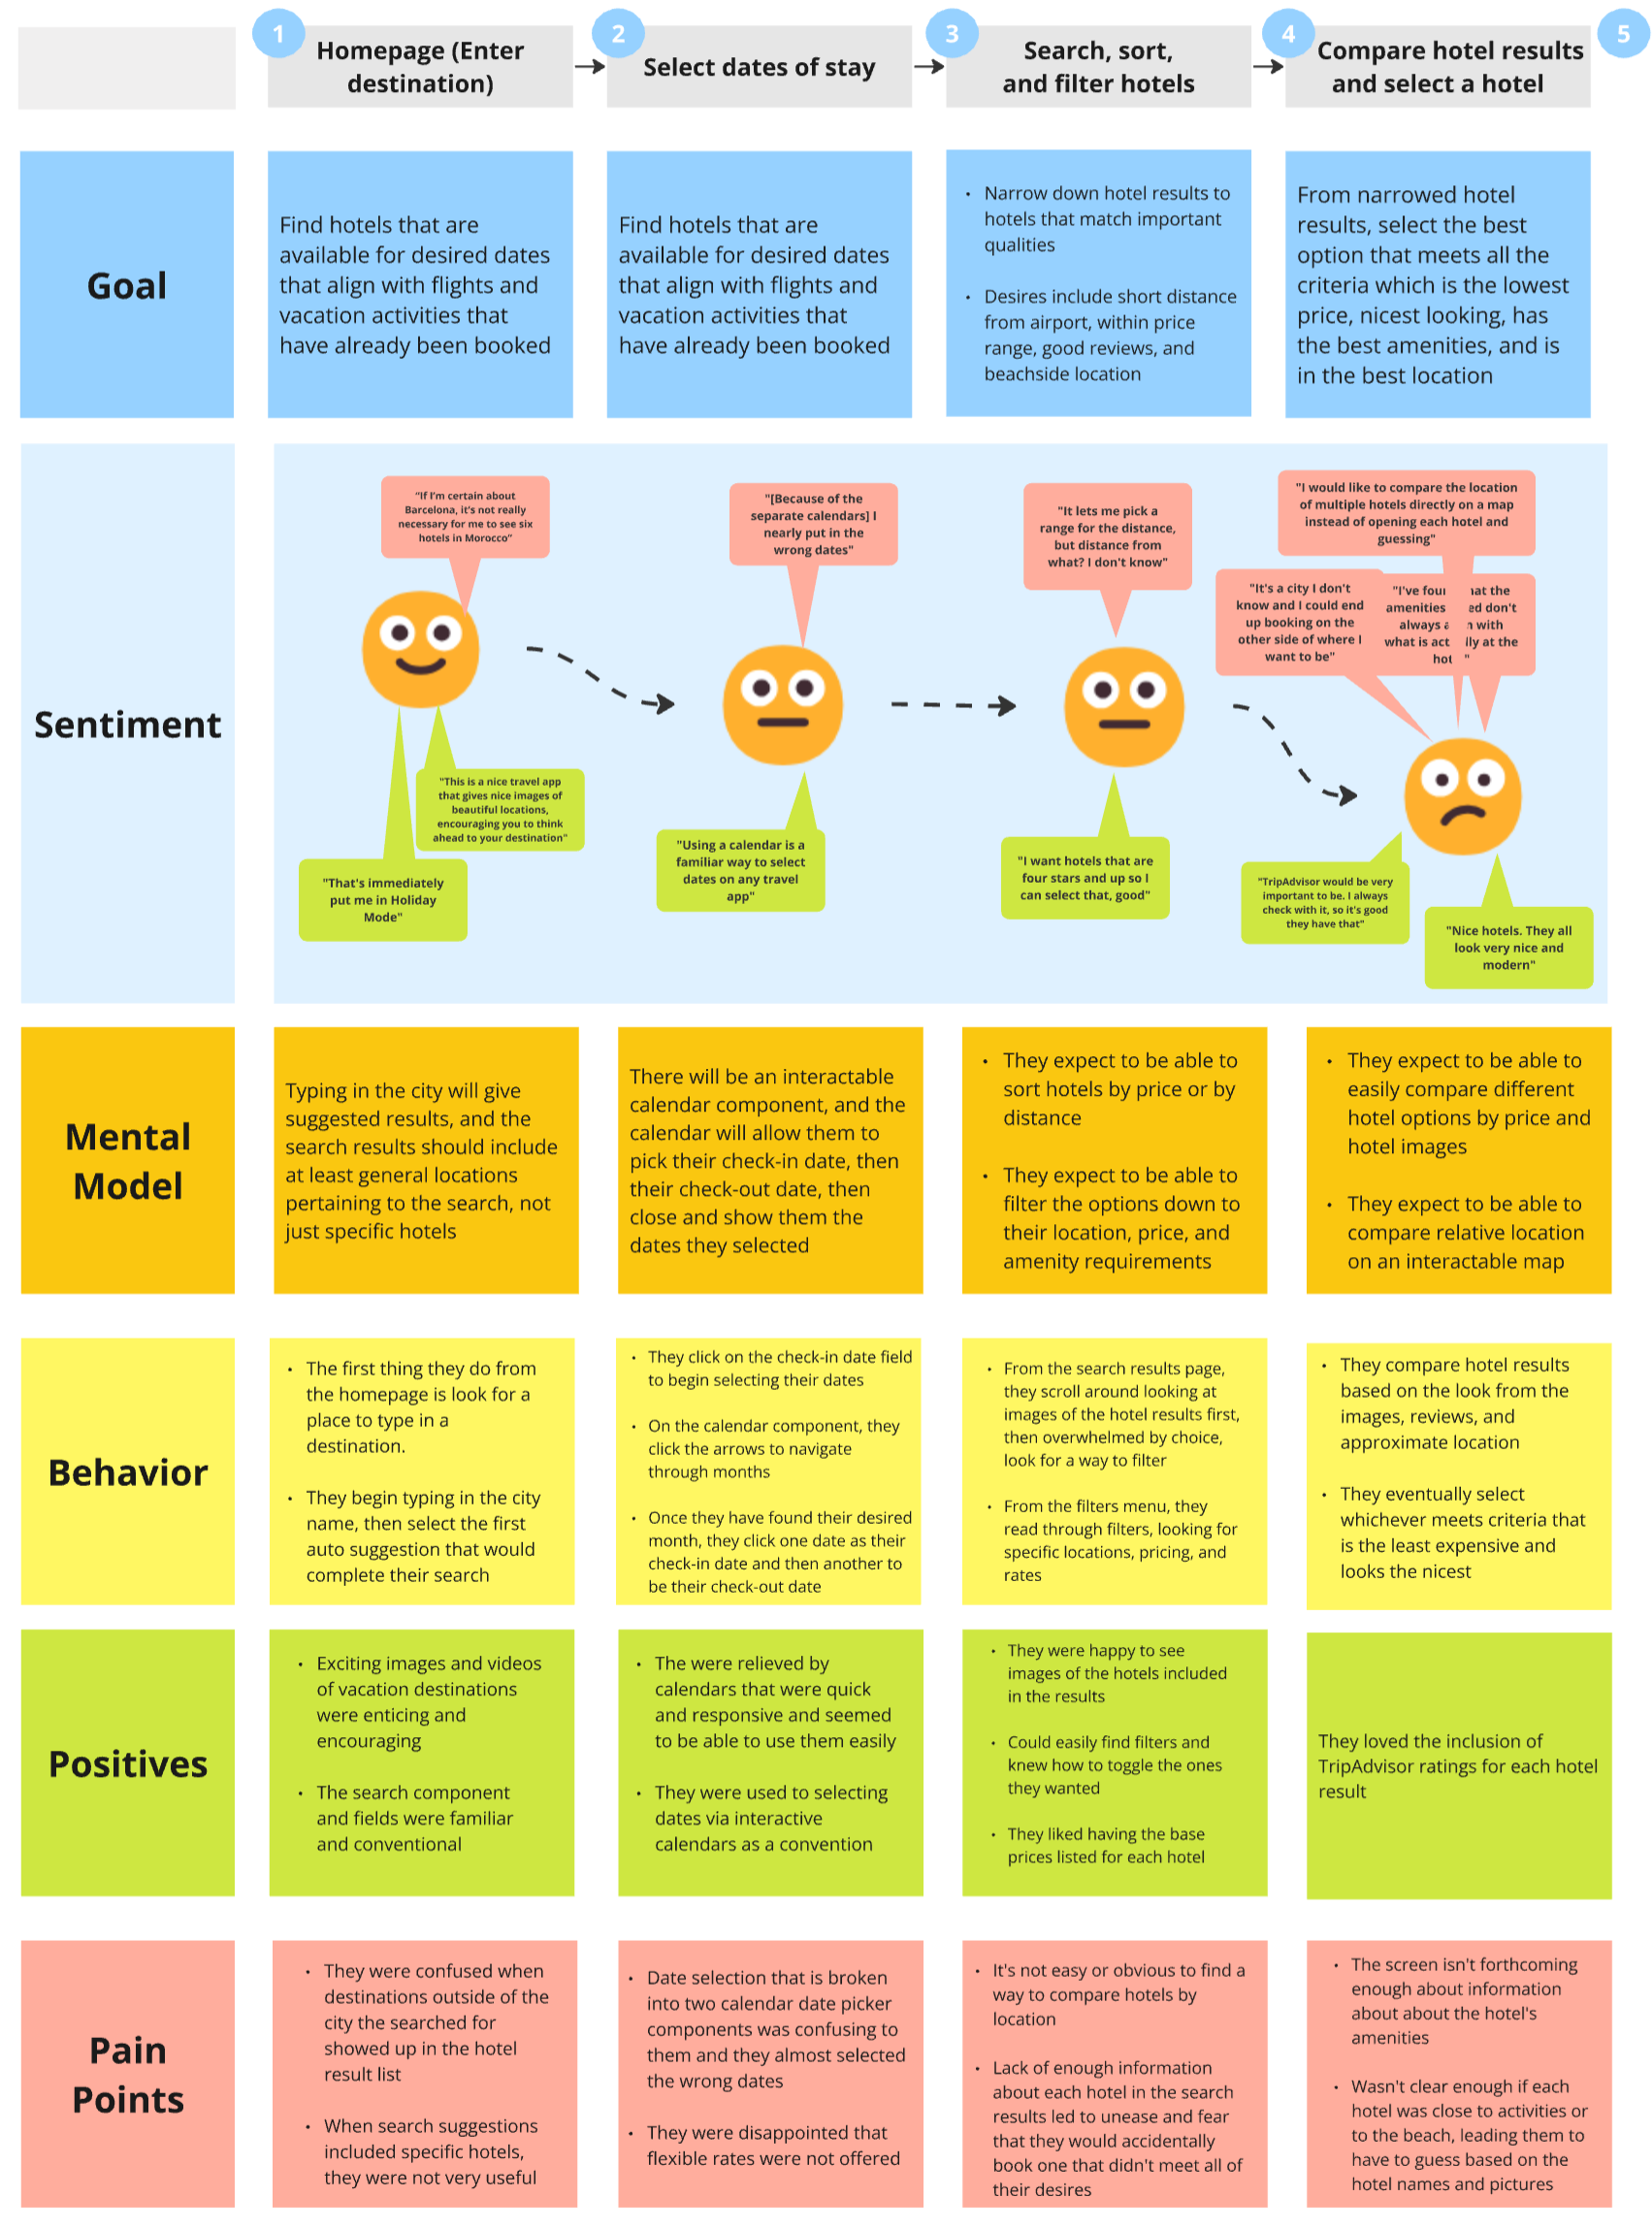 1
Homepage (Enter
destination)
2
Select dates of stay
3
Search, sort,
and filter hotels
4
Compare hotel results
and select a hotel
5
Goal
Find hotels that are
available for desired dates
that align with flights and
vacation activities that
have already been booked
Find hotels that are
available for desired dates
that align with flights and
vacation activities that
have already been booked
• Narrow down hotel results to
hotels that match important
qualities
• Desires include short distance
from airport, within price
range, good reviews, and
beachside location
From narrowed hotel
results, select the best
option that meets all the
criteria which is the lowest
price, nicest looking, has
the best amenities, and is
in the best location
Sentiment
"If I'm certain about
Barcelona, it's not really
necessary for me to see six
hotels in Morocco"
"This is a nice travel app
that gives nice images of
beautiful locations,
encouraging you to think
ahead to your destination"
"That's immediately
put me in Holiday
Mode"
"[Because of the
separate calendars] I
nearly put in the
wrong dates"
"Using a calendar is a
familiar way to select
dates on any travel
app"
"It lets me pick a
range for the distance,
but distance from
what? I don't know"
"I want hotels that are
four stars and up so I
can select that, good"
"I would like to compare the location
of multiple hotels directly on a map
instead of opening each hotel and
guessing"
"It's a city I don't
know and I could end
up booking on the
other side of where I
want to be"
"I've the
amenities don't
always with
what is at the
"TripAdvisor would be very
important to be. I always
check with it, so it's good
they have that"
"Nice hotels. They all
look very nice and
modern"
Mental
Model
Typing in the city will give
suggested results, and the
search results should include
at least general locations
pertaining to the search, not
just specific hotels
There will be an interactable
calendar component, and the
calendar will allow them to
pick their check-in date, then
their check-out date, then
close and show them the
dates they selected
• They expect to be able to
sort hotels by price or by
distance
• They expect to be able to
filter the options down to
their location, price, and
amenity requirements
• They expect to be able to
easily compare different
hotel options by price and
hotel images
• They expect to be able to
compare relative location
on an interactable map
Behavior
• The first thing they do from
the homepage is look for a
place to type in a
destination.
• They begin typing in the city
name, then select the first
auto suggestion that would
complete their search
• They click on the check-in date field
to begin selecting their dates
• On the calendar component, they
click the arrows to navigate
through months
• Once they have found their desired
month, they click one date as their
check-in date and then another to
be their check-out date
• From the search results page,
they scroll around looking at
images of the hotel results first,
then overwhelmed by choice,
look for a way to filter
• From the filters menu, they
read through filters, looking for
specific locations, pricing, and
rates
• They compare hotel results
based on the look from the
images, reviews, and
approximate location
• They eventually select
whichever meets criteria that
is the least expensive and
looks the nicest
Positives
• Exciting images and videos
of vacation destinations
were enticing and
encouraging
• The search component
and fields were familiar
and conventional
• The were relieved by
calendars that were quick
and responsive and seemed
to be able to use them easily
• They were used to selecting
dates via interactive
calendars as a convention
• They were happy to see
images of the hotels included
in the results
• Could easily find filters and
knew how to toggle the ones
they wanted
• They liked having the base
prices listed for each hotel
They loved the inclusion of
TripAdvisor ratings for each hotel
result
Pain
Points
• They were confused when
destinations outside of the
city the searched for
showed up in the hotel
result list
• When search suggestions
included specific hotels,
they were not very useful
• Date selection that is broken
into two calendar date picker
components was confusing to
them and they almost selected
the wrong dates
• They were disappointed that
flexible rates were not offered
• It's not easy or obvious to find a
way to compare hotels by
location
• Lack of enough information
about each hotel in the search
results led to unease and fear
that they would accidentally
book one that didn't meet all of
their desires
• The screen isn't forthcoming
enough about information
about about the hotel's
amenities
• Wasn't clear enough if each
hotel was close to activities or
to the beach, leading them to
have to guess based on the
hotel names and pictures